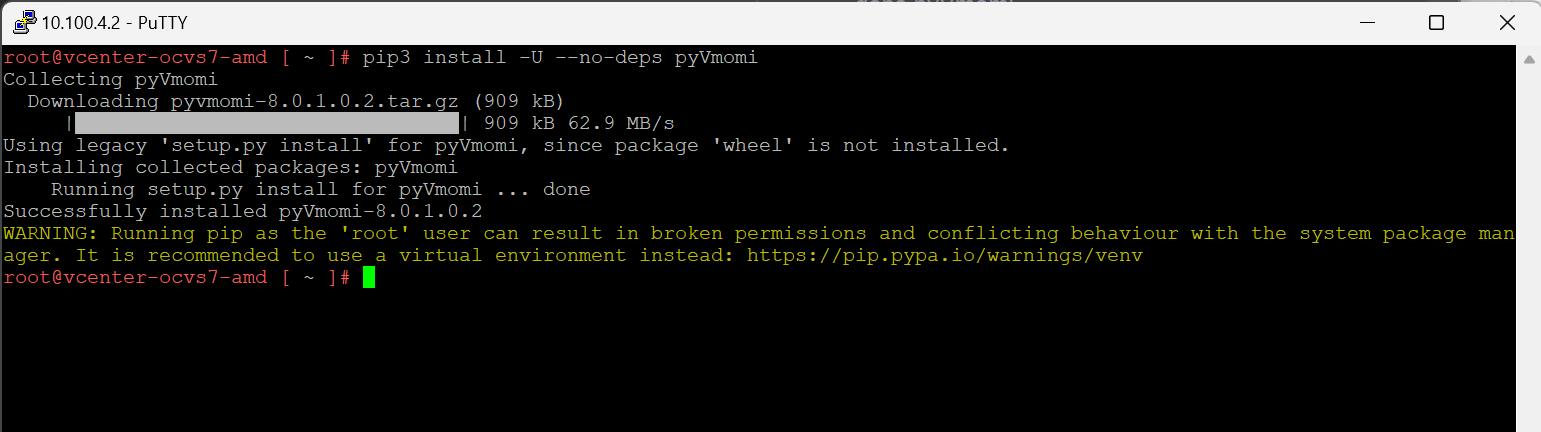 10.100.4.2 - PuTTY
root@vcenter-ocvs7-amd [ ~ ]# pip3 install -U --no-deps pyVmomi
Collecting pyVmomi
  Downloading pyvmomi-8.0.1.0.2.tar.gz (909 kB)
     | | 909 kB 62.9 MB/s
Using legacy 'setup.py install' for pyVmomi, since package 'wheel' is not installed.
Installing collected packages: pyVmomi
    Running setup.py install for pyVmomi ... done
Successfully installed pyVmomi-8.0.1.0.2
WARNING: Running pip as the 'root' user can result in broken permissions and conflicting behaviour with the system package man
ager. It is recommended to use a virtual environment instead: https://pip.pypa.io/warnings/venv
root@vcenter-ocvs7-amd [ ~ ]#